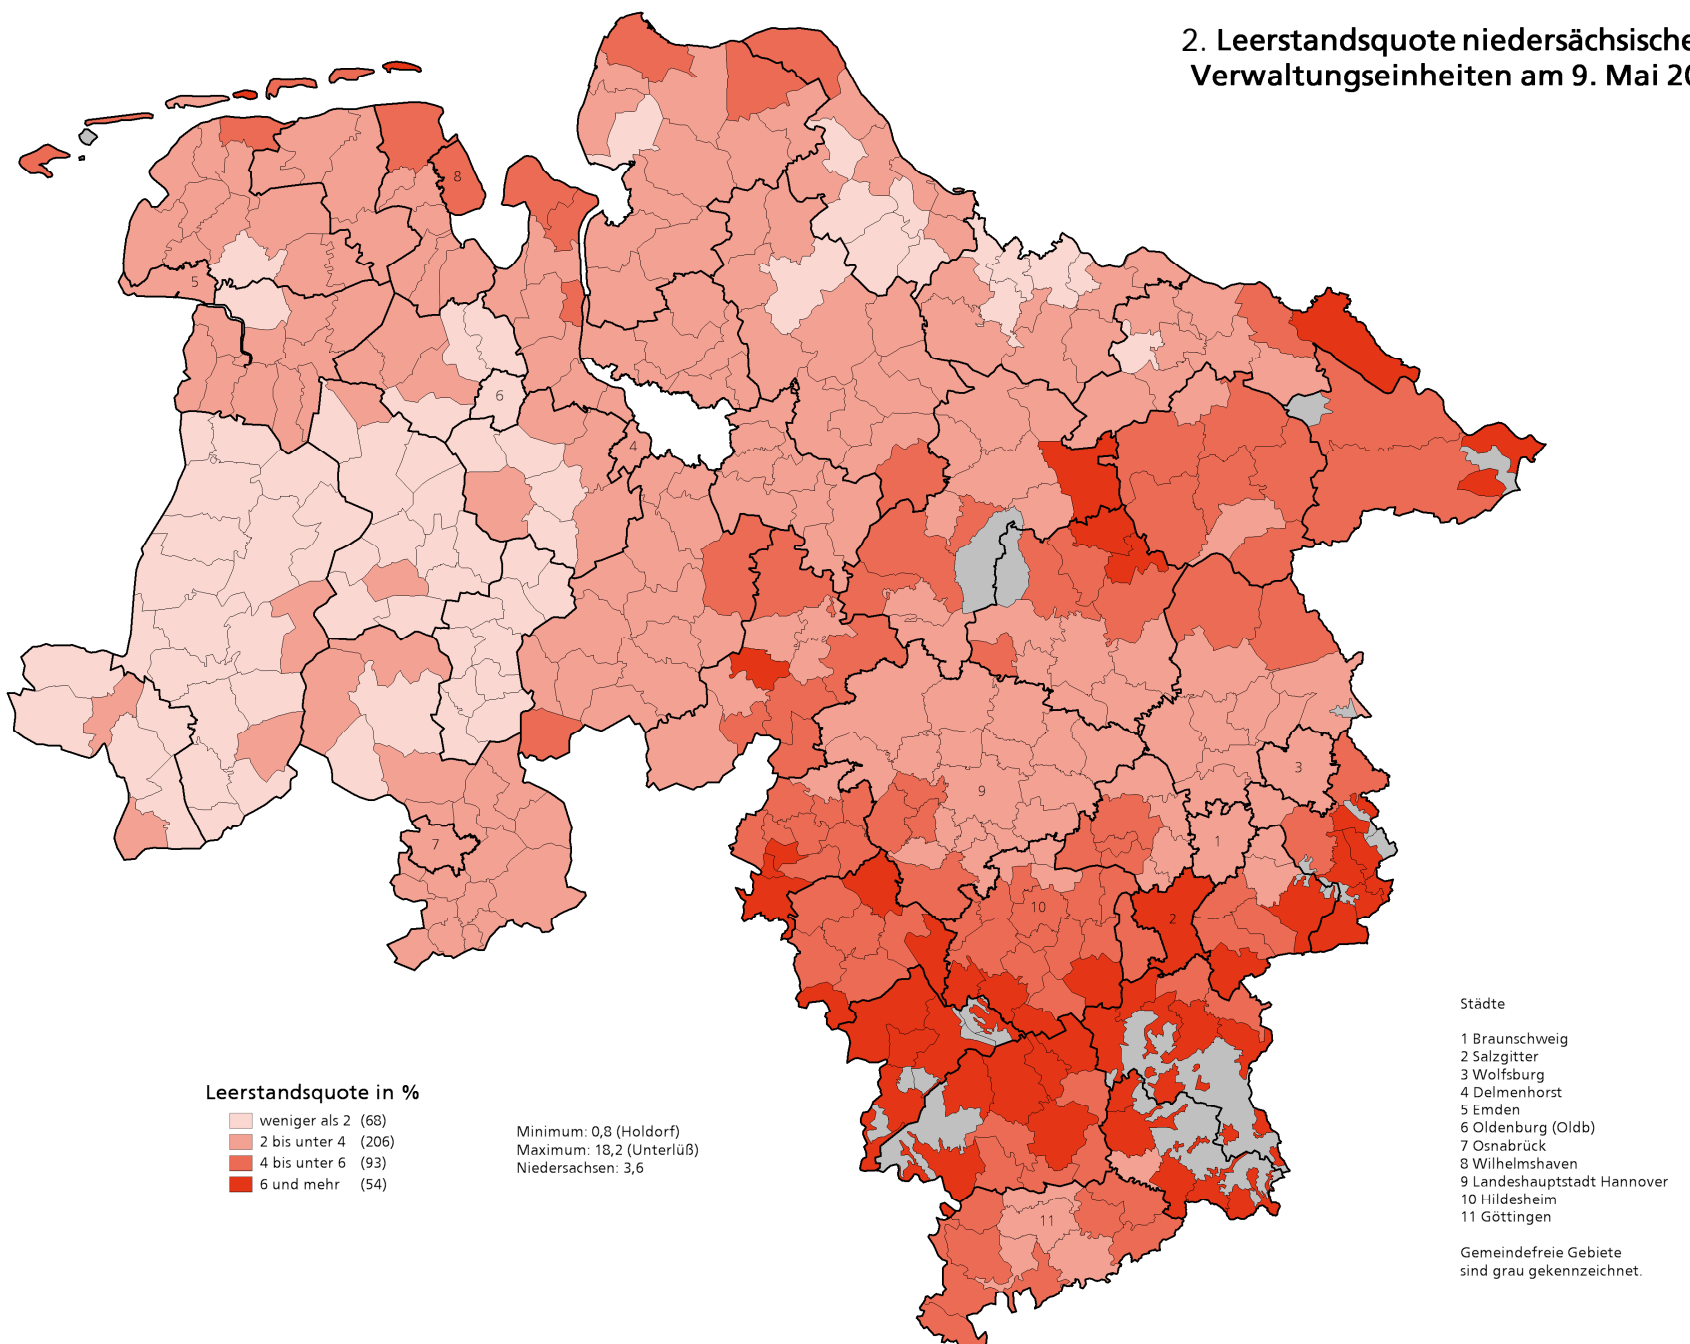 2. Leerstandsquote niedersächsische
Verwaltungseinheiten am 9. Mai 20
8
5
6
4
3
9
7
1
10
2
11
Leerstandsquote in %
weniger als 2 (68)
2 bis unter 4 (206)
4 bis unter 6 (93)
6 und mehr (54)
Minimum: 0,8 (Holdorf)
Maximum: 18,2 (Unterlüß)
Niedersachsen: 3,6
Städte
1 Braunschweig
2 Salzgitter
3 Wolfsburg
4 Delmenhorst
5 Emden
6 Oldenburg (Oldb)
7 Osnabrück
8 Wilhelmshaven
9 Landeshauptstadt Hannover
10 Hildesheim
11 Göttingen
Gemeindefreie Gebiete
sind grau gekennzeichnet.